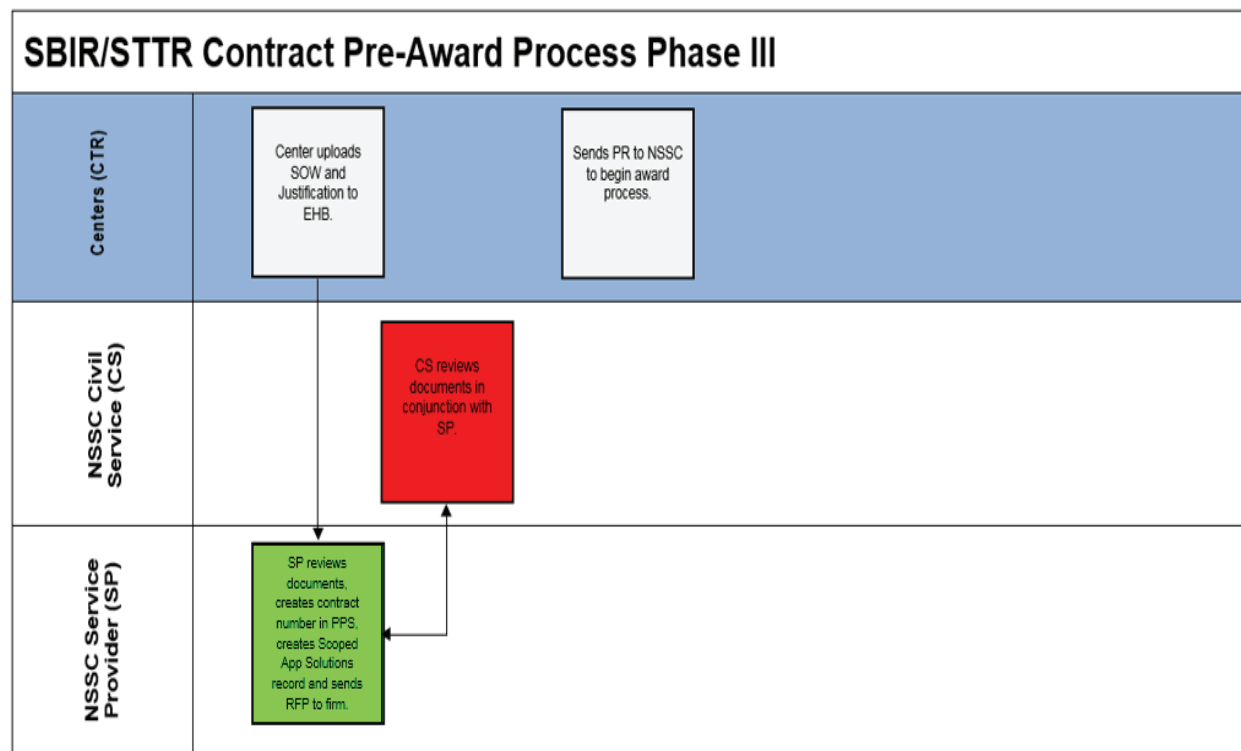 SBIR/STTR Contract Pre-Award Process Phase III
Centers (CTR)
Center uploads
SOW and
Justification to
EHB.
Sends PR to NSSC
to begin award
process.
NSSC Civil
Service (CS)
CS reviews
documents in
conjunction with
SP.
NSSC Service
Provider (SP)
SP reviews
documents,
creates contract
number in PPS,
creates Scoped
App Solutions
record and sends
RFP to firm.